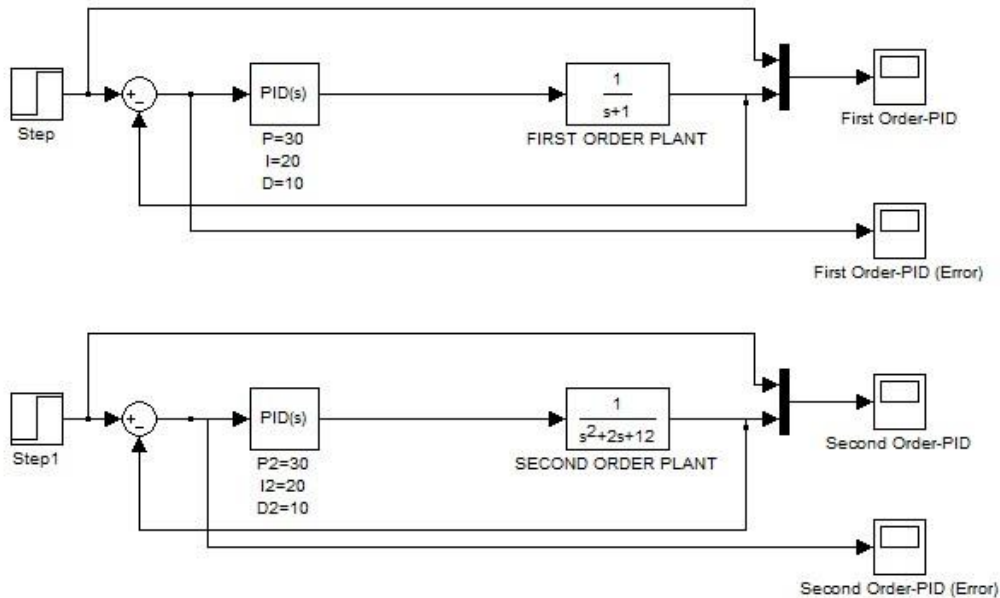 Step
+
−
PID(s)
P=30
I=20
D=10
1
s+1
FIRST ORDER PLANT
First Order-PID
First Order-PID (Error)
Step1
+
−
PID(s)
P2=30
I2=20
D2=10
1
s²+2s+12
SECOND ORDER PLANT
Second Order-PID
Second Order-PID (Error)